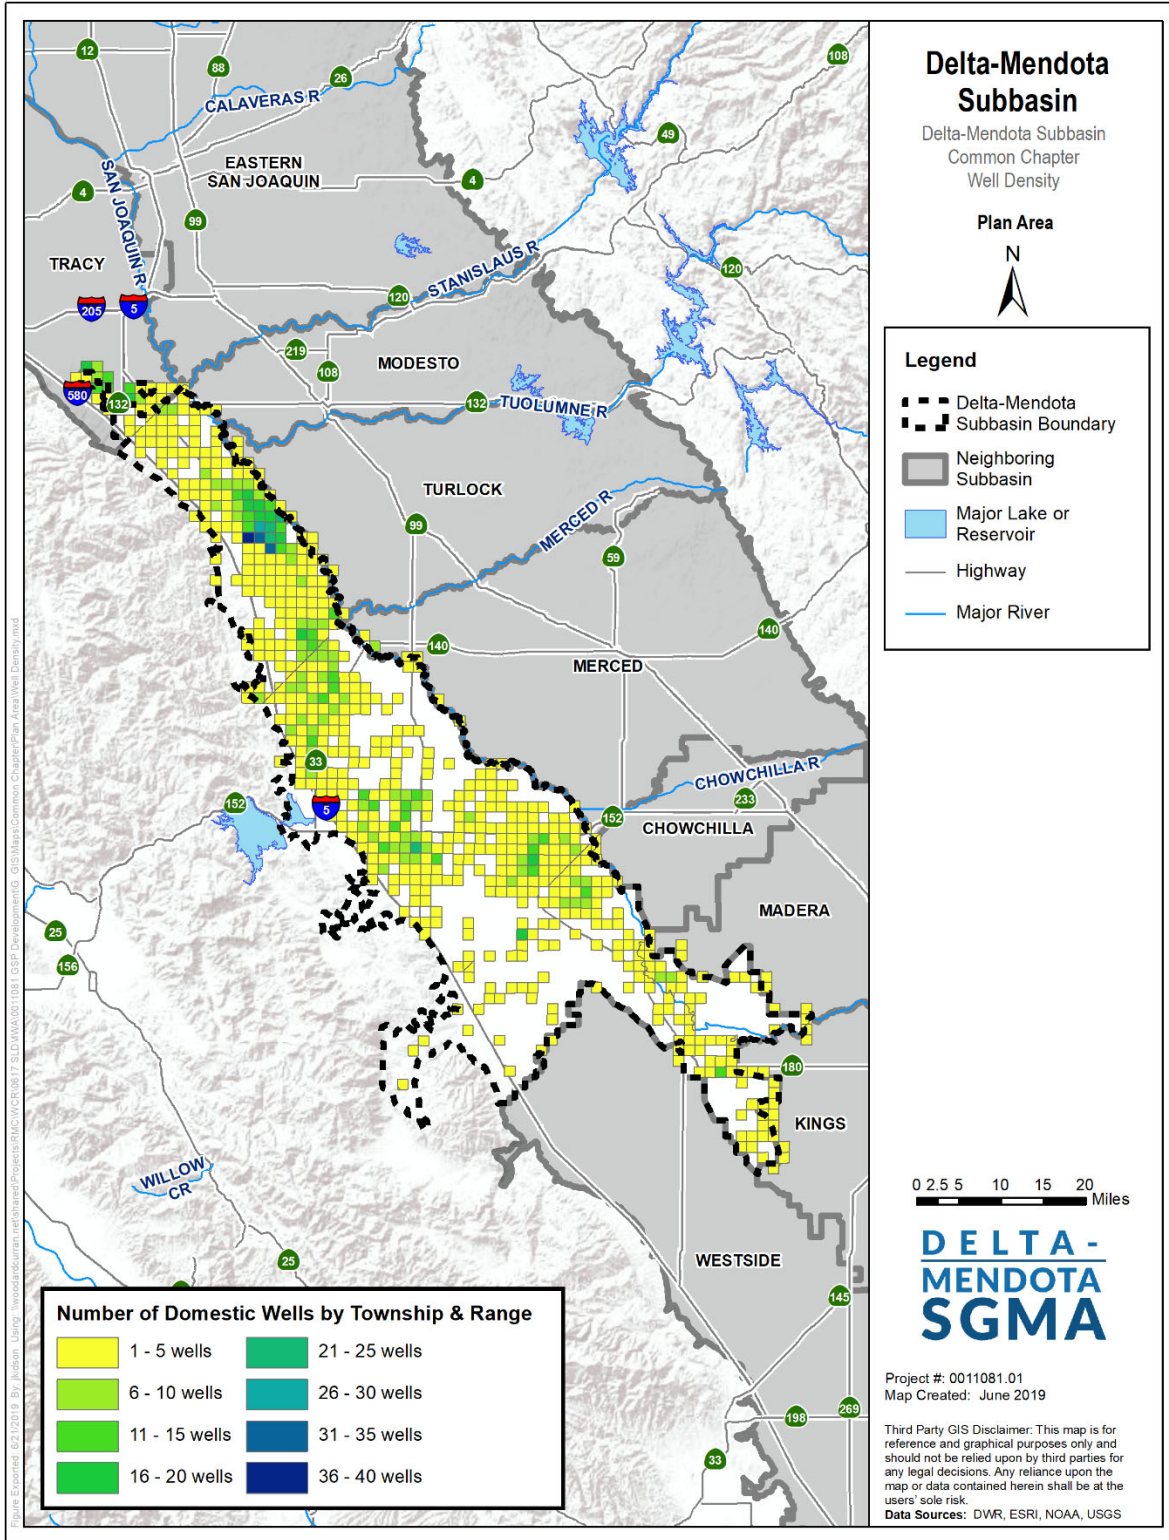 Delta-Mendota
Subbasin
Delta-Mendota Subbasin
Common Chapter
Well Density
Plan Area
N
Legend
Delta-Mendota
Subbasin Boundary
Neighboring
Subbasin
Major Lake or
Reservoir
Highway
Major River
12
88
26
108
CALAVERAS R
49
EASTERN
SAN JOAQUIN
4
4
SAN JOAQUIN R
99
TRACY
STANISLAUS R
120
120
205
5
219
108
MODESTO
580
132
132
TUOLUMNE R
TURLOCK
99
MERCED R
59
140
140
MERCED
33
CHOWCHILLA R
233
152
5
152
CHOWCHILLA
MADERA
25
156
180
KINGS
WILLOW
CR
25
WESTSIDE
145
198
269
33
0 2.5 5 10 15 20
Miles
DELTA-
MENDOTA
SGMA
Project #: 0011081.01
Map Created: June 2019
Third Party GIS Disclaimer: This map is for
reference and graphical purposes only and
should not be relied upon by third parties for
any legal decisions. Any reliance upon the
map or data contained herein shall be at the
users' sole risk.
Data Sources: DWR, ESRI, NOAA, USGS
Number of Domestic Wells by Township & Range
1 - 5 wells
6 - 10 wells
11 - 15 wells
16 - 20 wells
21 - 25 wells
26 - 30 wells
31 - 35 wells
36 - 40 wells